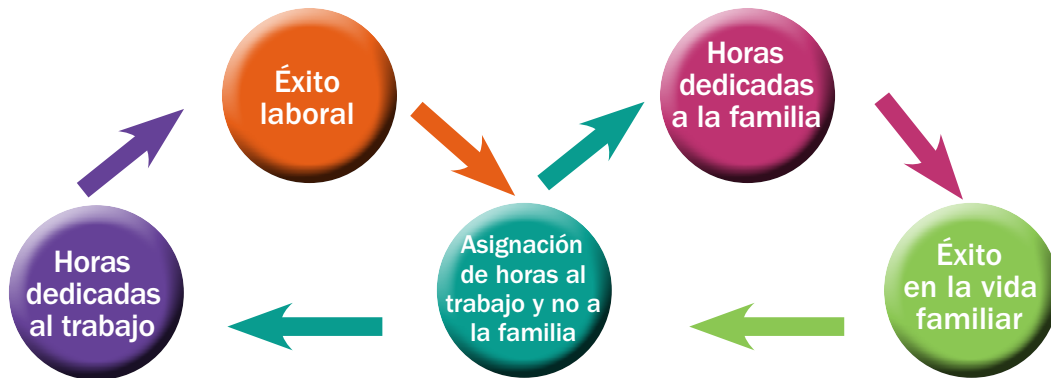 Horas
dedicadas
al trabajo
Éxito
laboral
Asignación
de horas al
trabajo y no a
la familia
Horas
dedicadas
a la familia
Éxito
en la vida
familiar